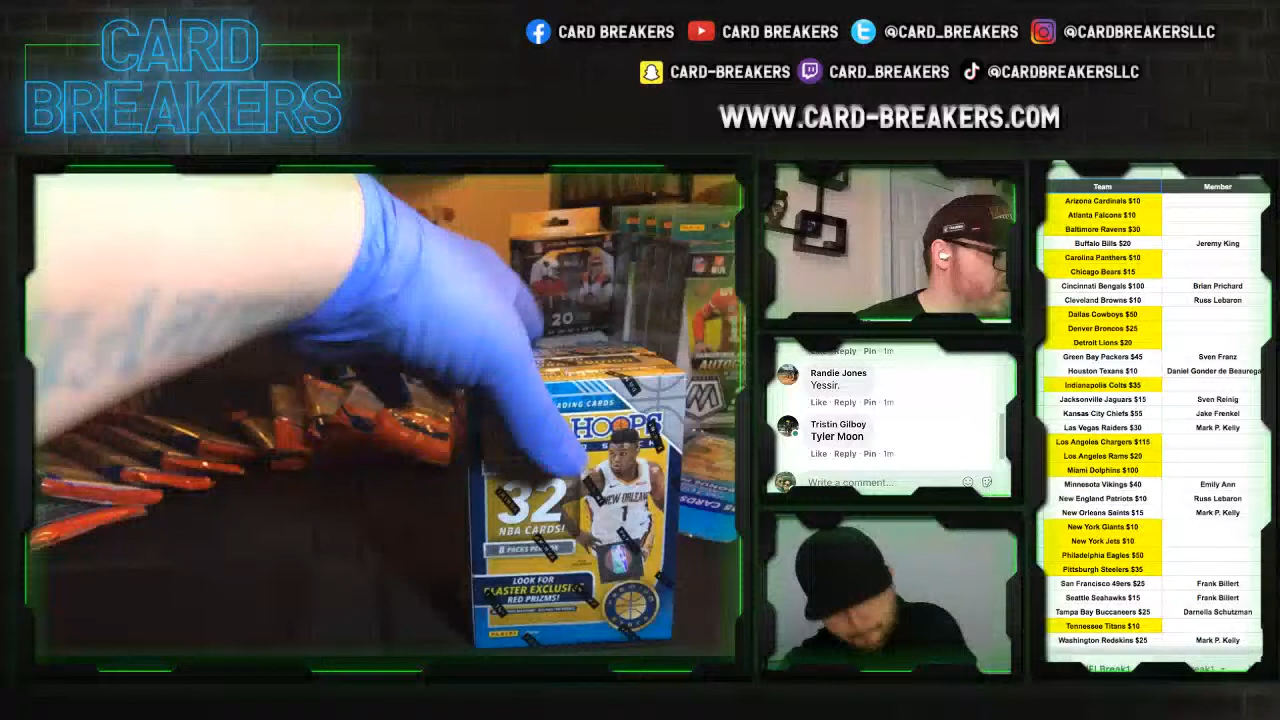 CARD
BREAKERS
CARD BREAKERS
CARD BREAKERS
@CARD_BREAKERS
@CARDBREAKERSLLC
CARD-BREAKERS
CARD_BREAKERS
@CARDBREAKERSLLC
WWW.CARD-BREAKERS.COM
20
HOOPS
32
NBA CARDS!
LOOK FOR
RED PRIZMS!
PANINI
NEW ORLEANS
1
Reply · Pin · 1m
Randie Jones
Yessir.
Like · Reply · Pin · 1m
Tristin Gilboy
Tyler Moon
Like · Reply · Pin · 1m
Write a comment...
Team Member
Arizona Cardinals $10
Atlanta Falcons $10
Baltimore Ravens $30
Buffalo Bills $20 Jeremy King
Carolina Panthers $10
Chicago Bears $15
Cincinnati Bengals $100 Brian Prichard
Cleveland Browns $10 Russ Lebaron
Dallas Cowboys $50
Denver Broncos $25
Detroit Lions $20
Green Bay Packers $45 Sven Franz
Houston Texans $10 Daniel Gonder de Beaurega
Indianapolis Colts $35
Jacksonville Jaguars $15 Sven Reinig
Kansas City Chiefs $55 Jake Frenkel
Las Vegas Raiders $30 Mark P. Kelly
Los Angeles Chargers $115
Los Angeles Rams $20
Miami Dolphins $100
Minnesota Vikings $40 Emily Ann
New England Patriots $10 Russ Lebaron
New Orleans Saints $15 Mark P. Kelly
New York Giants $10
New York Jets $10
Philadelphia Eagles $50
Pittsburgh Steelers $35
San Francisco 49ers $25 Frank Billert
Seattle Seahawks $15 Frank Billert
Tampa Bay Buccaneers $25 Darnella Schutzman
Tennessee Titans $10
Washington Redskins $25 Mark P. Kelly